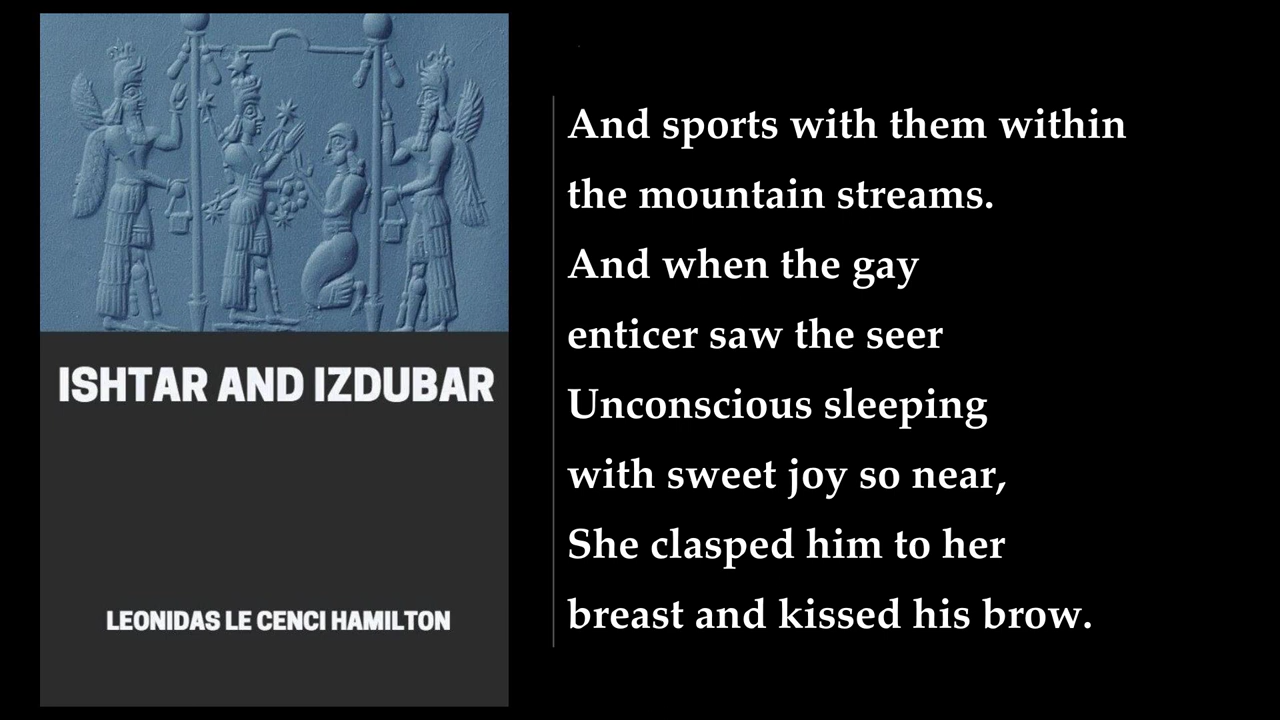 ISHTAR AND IZDUBAR
LEONIDAS LE CENCI HAMILTON
And sports with them within
the mountain streams.
And when the gay
enticer saw the seer
Unconscious sleeping
with sweet joy so near,
She clasped him to her
breast and kissed his brow.